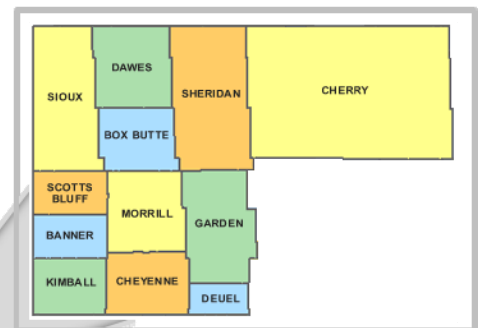 DAWES
SIOUX
SHERIDAN
CHERRY
BOX BUTTE
SCOTTS
BLUFF
MORRILL
GARDEN
BANNER
KIMBALL
CHEYENNE
DEUEL